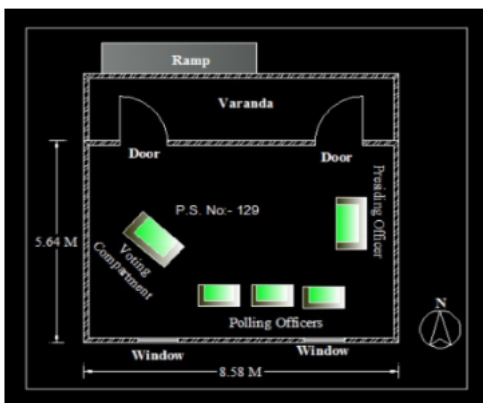 Ramp
Varanda
Door
Door
P.S. No:- 129
Presiding Officer
5.64 M
Voting
Compartment
Polling Officers
N
Window
Window
8.58 M